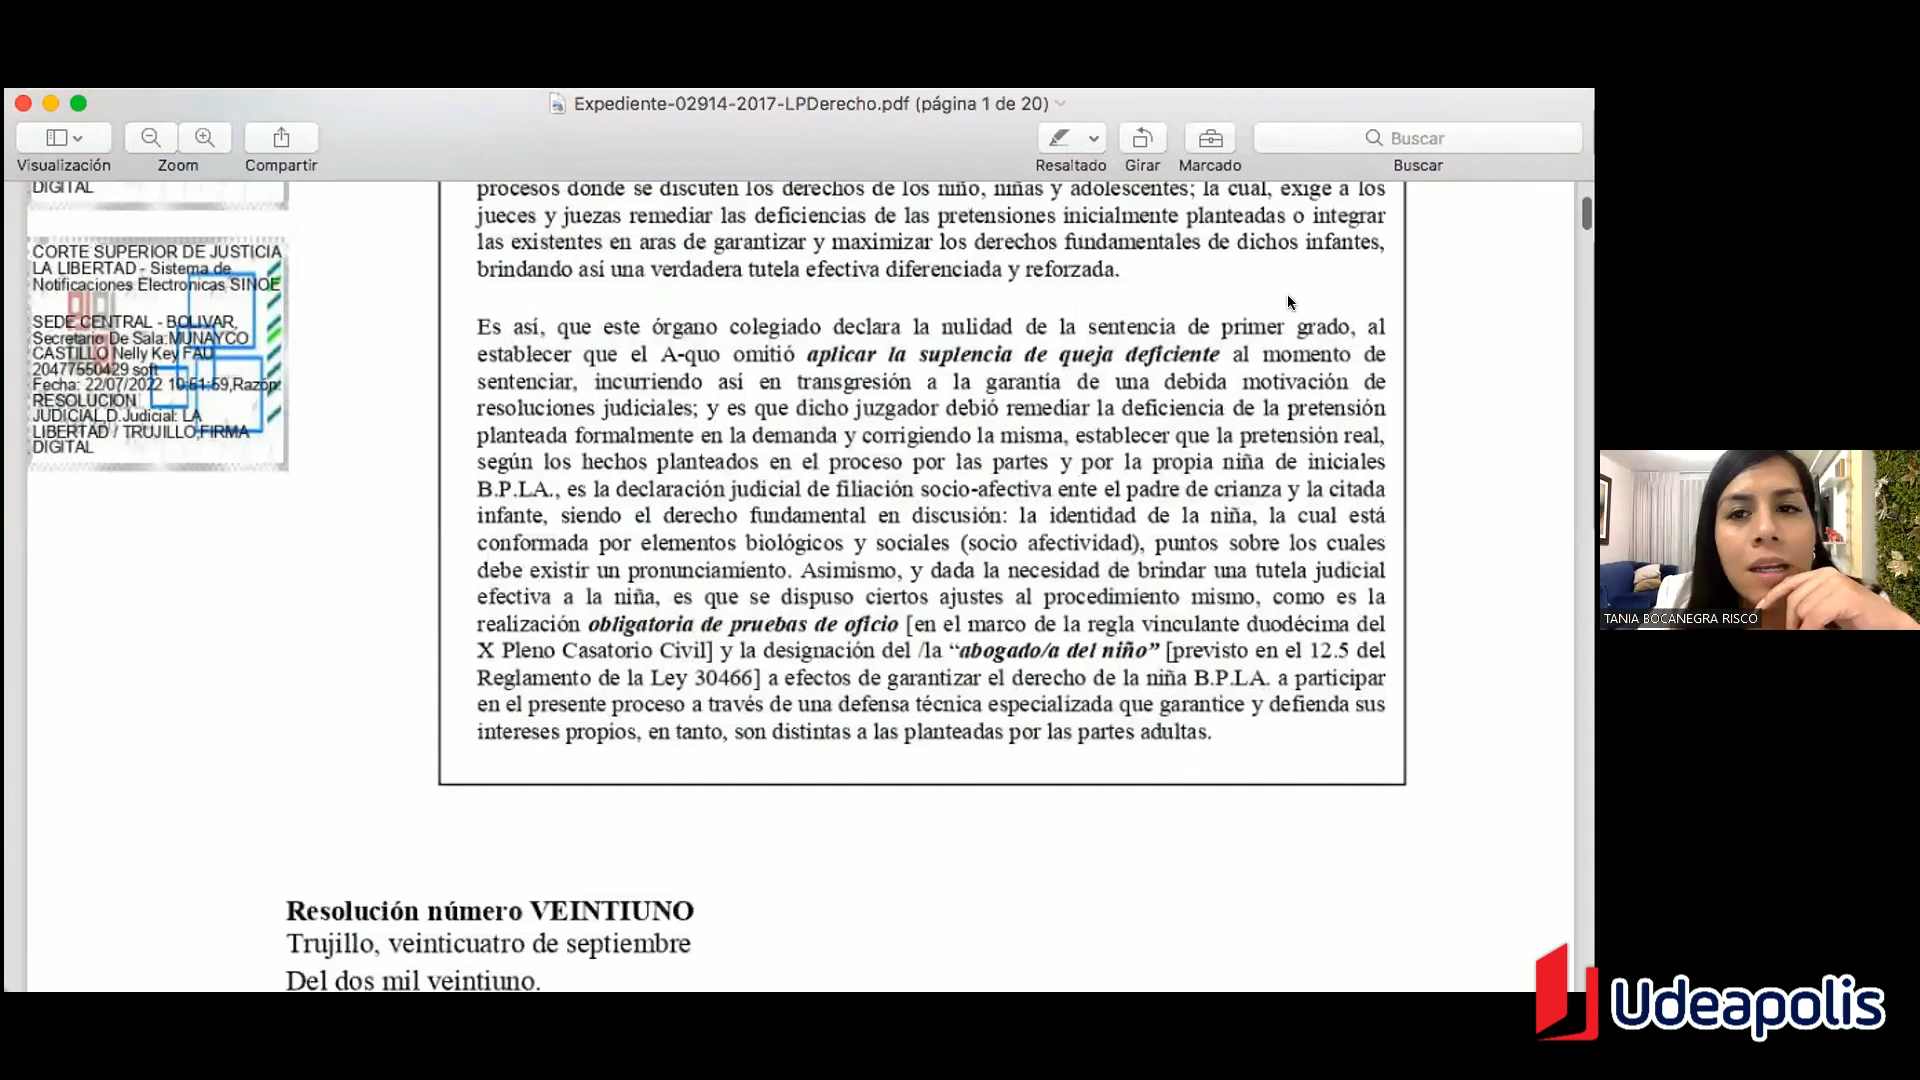 Expediente-02914-2017-LPDerecho.pdf (página 1 de 20)
Visualización
Zoom
Compartir
Resaltado
Girar
Marcado
Buscar
Buscar
DIGITAL
CORTE SUPERIOR DE JUSTICIA
LA LIBERTAD - Sistema de
Notificaciones Electronicas SINOE
SEDE CENTRAL - BOLIVAR,
Secretario De Sala:MUNAYCO
CASTILLO Nelly Key FAU
20477550429 soft
Fecha: 22/07/2022 10:51:59,Razón:
RESOLUCION
JUDICIAL,D.Judicial: LA
LIBERTAD / TRUJILLO,FIRMA
DIGITAL
procesos donde se discuten los derechos de los niño, niñas y adolescentes; la cual, exige a los
jueces y juezas remediar las deficiencias de las pretensiones inicialmente planteadas o integrar
las existentes en aras de garantizar y maximizar los derechos fundamentales de dichos infantes,
brindando así una verdadera tutela efectiva diferenciada y reforzada.
Es así, que este órgano colegiado declara la nulidad de la sentencia de primer grado, al
establecer que el A-quo omitió aplicar la suplencia de queja deficiente al momento de
sentenciar, incurriendo así en transgresión a la garantía de una debida motivación de
resoluciones judiciales; y es que dicho juzgador debió remediar la deficiencia de la pretensión
planteada formalmente en la demanda y corrigiendo la misma, establecer que la pretensión real,
según los hechos planteados en el proceso por las partes y por la propia niña de iniciales
B.P.LA., es la declaración judicial de filiación socio-afectiva ente el padre de crianza y la citada
infante, siendo el derecho fundamental en discusión: la identidad de la niña, la cual está
conformada por elementos biológicos y sociales (socio afectividad), puntos sobre los cuales
debe existir un pronunciamiento. Asimismo, y dada la necesidad de brindar una tutela judicial
efectiva a la niña, es que se dispuso ciertos ajustes al procedimiento mismo, como es la
realización obligatoria de pruebas de oficio [en el marco de la regla vinculante duodécima del
X Pleno Casatorio Civil] y la designación del /la “abogado/a del niño” [previsto en el 12.5 del
Reglamento de la Ley 30466] a efectos de garantizar el derecho de la niña B.P.LA. a participar
en el presente proceso a través de una defensa técnica especializada que garantice y defienda sus
intereses propios, en tanto, son distintas a las planteadas por las partes adultas.
Resolución número VEINTIUNO
Trujillo, veinticuatro de septiembre
Del dos mil veintiuno.
TANIA BOCANEGRA RISCO
Udeapolis